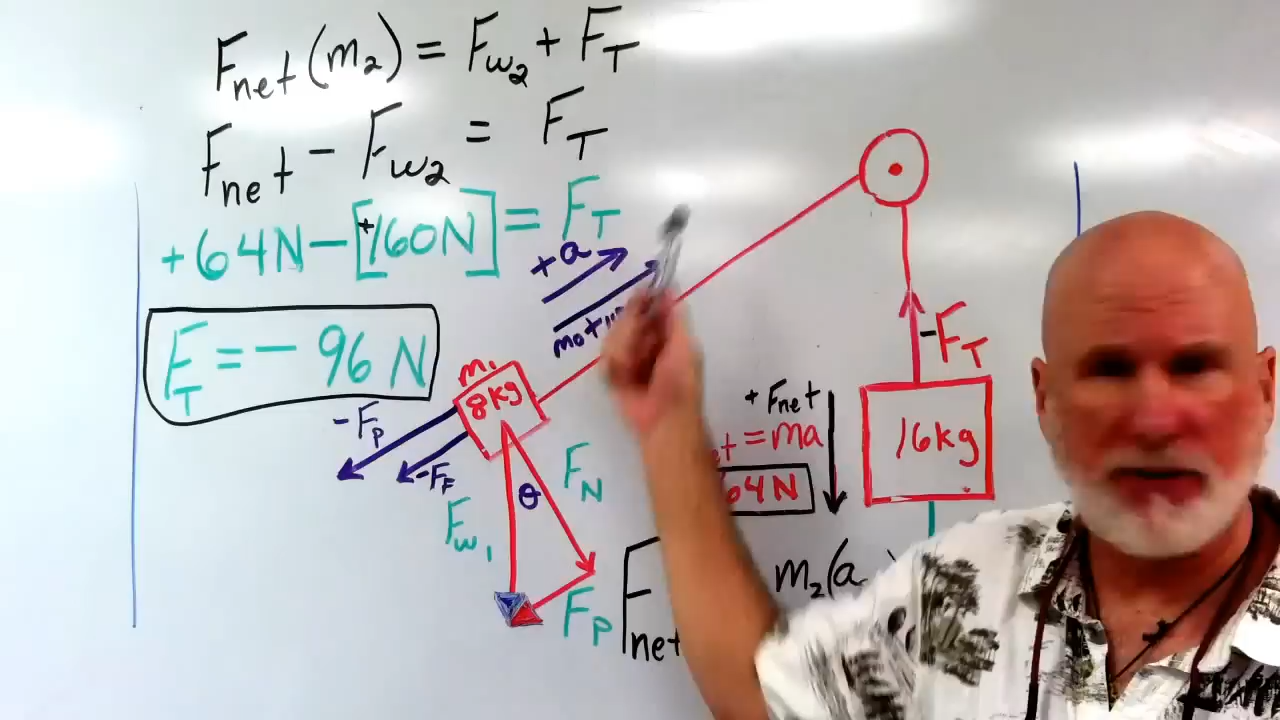 Fnet(m2) = Fw2 + FT
Fnet - Fw2 = FT
+64N-[+160N] = FT
FT = - 96 N
+a
m1
8kg
-Fp
-FF
Fw1
θ
FN
Fp
-FT
16kg
+Fnet
=ma
64N
Fnet
m2(a